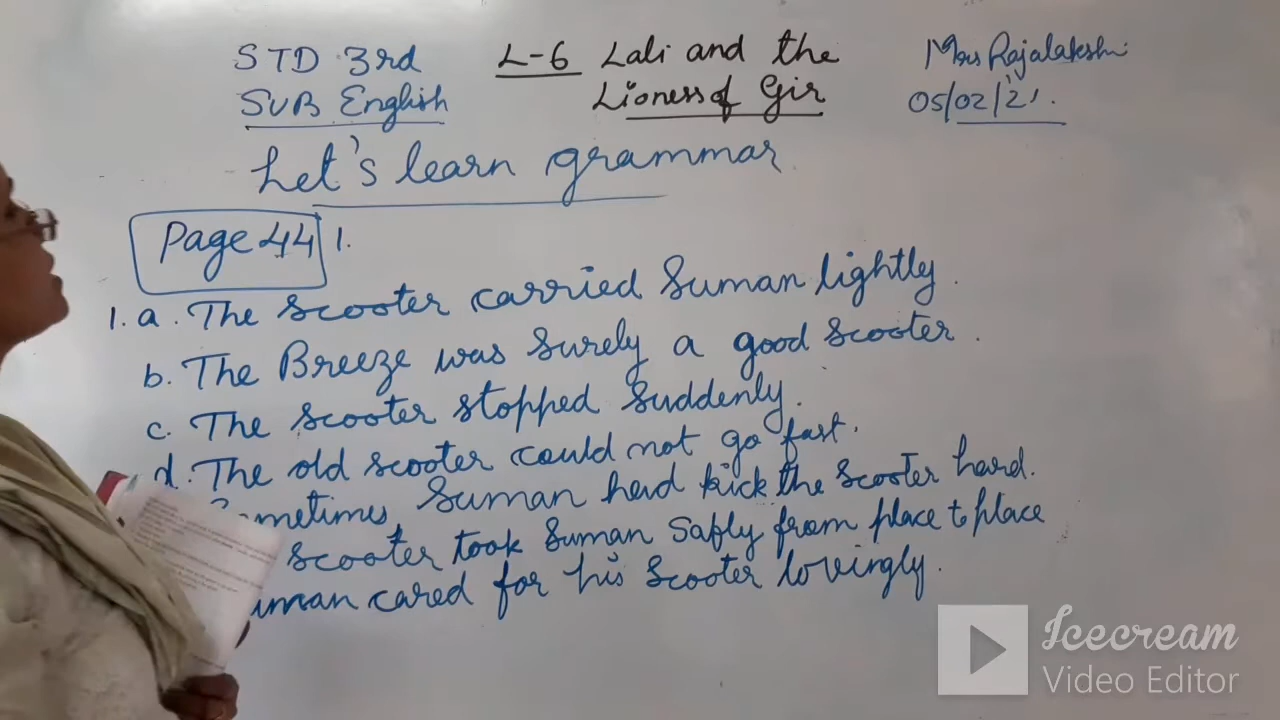 STD 3rd
SUB English
L-6 Lali and the
Lioness of Gir
Mrs Rajalakshi
05/02/21.
Let's learn grammar
Page 44 1.
1. a. The scooter carried Suman lightly.
b. The Breeze was surely a good scooter.
c. The scooter stopped suddenly.
d. The old scooter could not go fast.
Sometimes, Suman had kick the scooter hard.
scooter took Suman safly from place to place
uman cared for his scooter lovingly.
Icecream
Video Editor